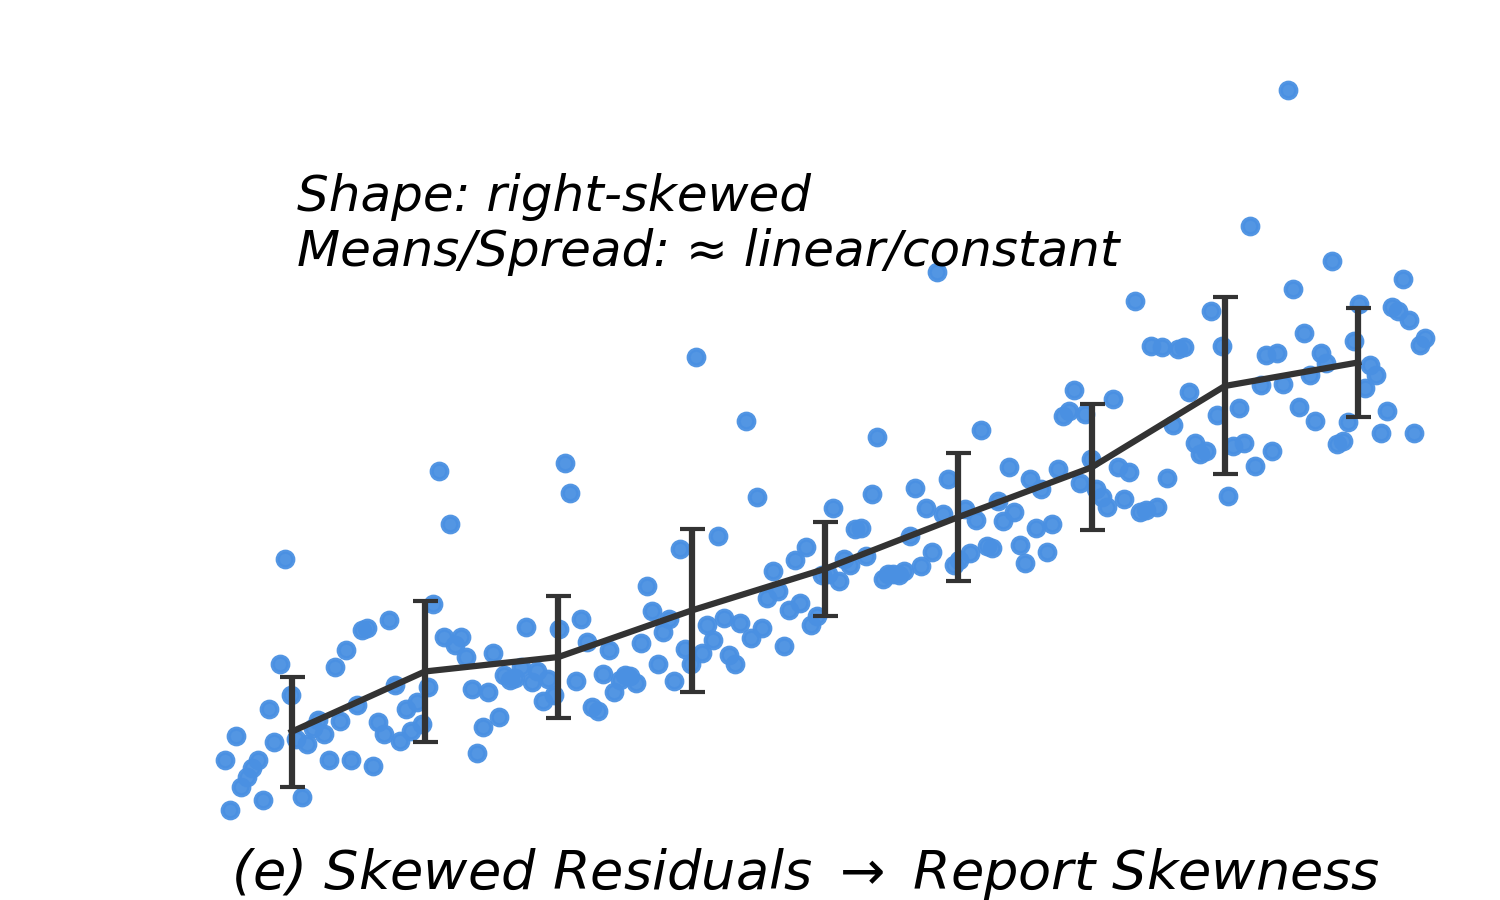 Shape: right-skewed
Means/Spread: ≈ linear/constant
(e) Skewed Residuals → Report Skewness